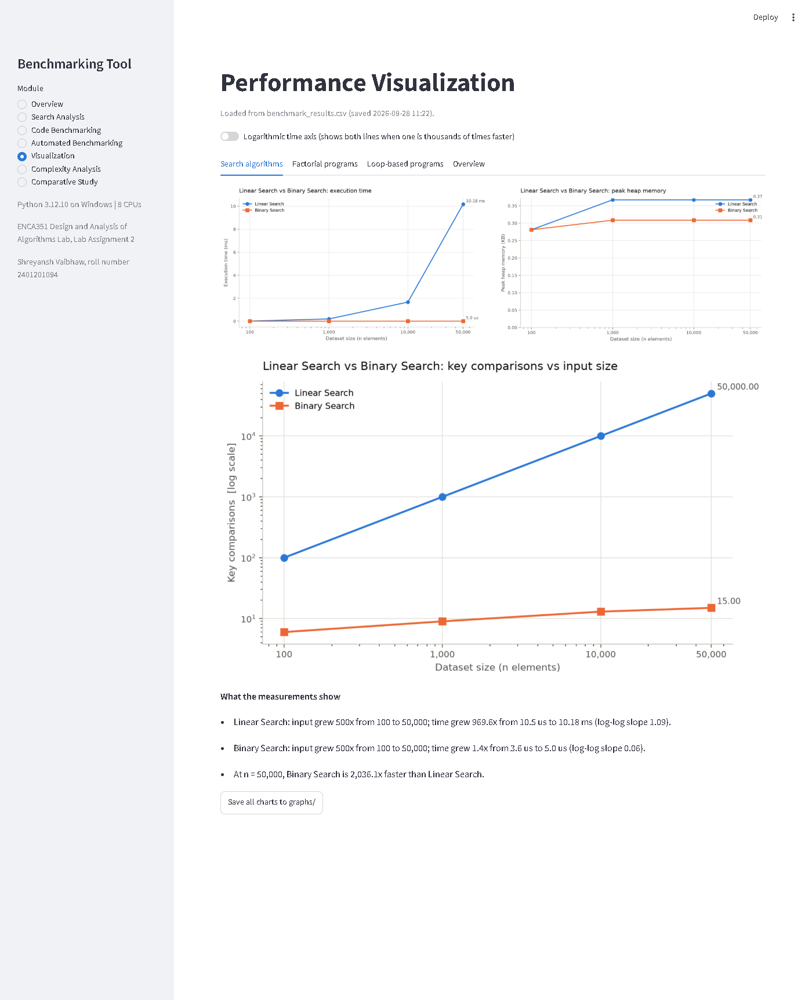 Deploy
Benchmarking Tool
Module
Overview
Search Analysis
Code Benchmarking
Automated Benchmarking
Visualization
Complexity Analysis
Comparative Study
Python 3.12.10 on Windows | 8 CPUs
ENCA351 Design and Analysis of
Algorithms Lab, Lab Assignment 2
Shreyansh Vaibhaw, roll number
2401201094
Performance Visualization
Loaded from benchmark_results.csv (saved 2026-09-28 11:22).
Logarithmic time axis (shows both lines when one is thousands of times faster)
Search algorithms
Factorial programs
Loop-based programs
Overview
Linear Search vs Binary Search: execution time
Linear Search
Binary Search
10.18 ms
5.0 us
Execution time (ms)
10
8
6
4
2
0
100
1,000
10,000
50,000
Dataset size (n elements)
Linear Search vs Binary Search: peak heap memory
0.37
Linear Search
Binary Search
0.31
Peak heap memory (KB)
0.35
0.30
0.25
0.20
0.15
0.10
0.05
0.00
100
1,000
10,000
50,000
Dataset size (n elements)
Linear Search vs Binary Search: key comparisons vs input size
Linear Search
Binary Search
50,000.00
15.00
Key comparisons [log scale]
10⁴
10³
10²
10¹
100
1,000
10,000
50,000
Dataset size (n elements)
What the measurements show
• Linear Search: input grew 500x from 100 to 50,000; time grew 969.6x from 10.5 us to 10.18 ms (log-log slope 1.09).
• Binary Search: input grew 500x from 100 to 50,000; time grew 1.4x from 3.6 us to 5.0 us (log-log slope 0.06).
• At n = 50,000, Binary Search is 2,036.1x faster than Linear Search.
Save all charts to graphs/